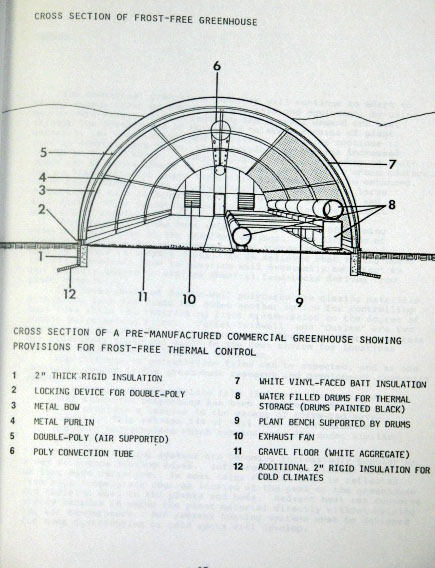 CROSS SECTION OF FROST-FREE GREENHOUSE
6
5
7
4
3
8
2
1
12
11
10
9
CROSS SECTION OF A PRE-MANUFACTURED COMMERCIAL GREENHOUSE SHOWING
PROVISIONS FOR FROST-FREE THERMAL CONTROL
1 2" THICK RIGID INSULATION
2 LOCKING DEVICE FOR DOUBLE-POLY
3 METAL BOW
4 METAL PURLIN
5 DOUBLE-POLY (AIR SUPPORTED)
6 POLY CONVECTION TUBE
7 WHITE VINYL-FACED BATT INSULATION
8 WATER FILLED DRUMS FOR THERMAL
STORAGE (DRUMS PAINTED BLACK)
9 PLANT BENCH SUPPORTED BY DRUMS
10 EXHAUST FAN
11 GRAVEL FLOOR (WHITE AGGREGATE)
12 ADDITIONAL 2" RIGID INSULATION FOR
COLD CLIMATES